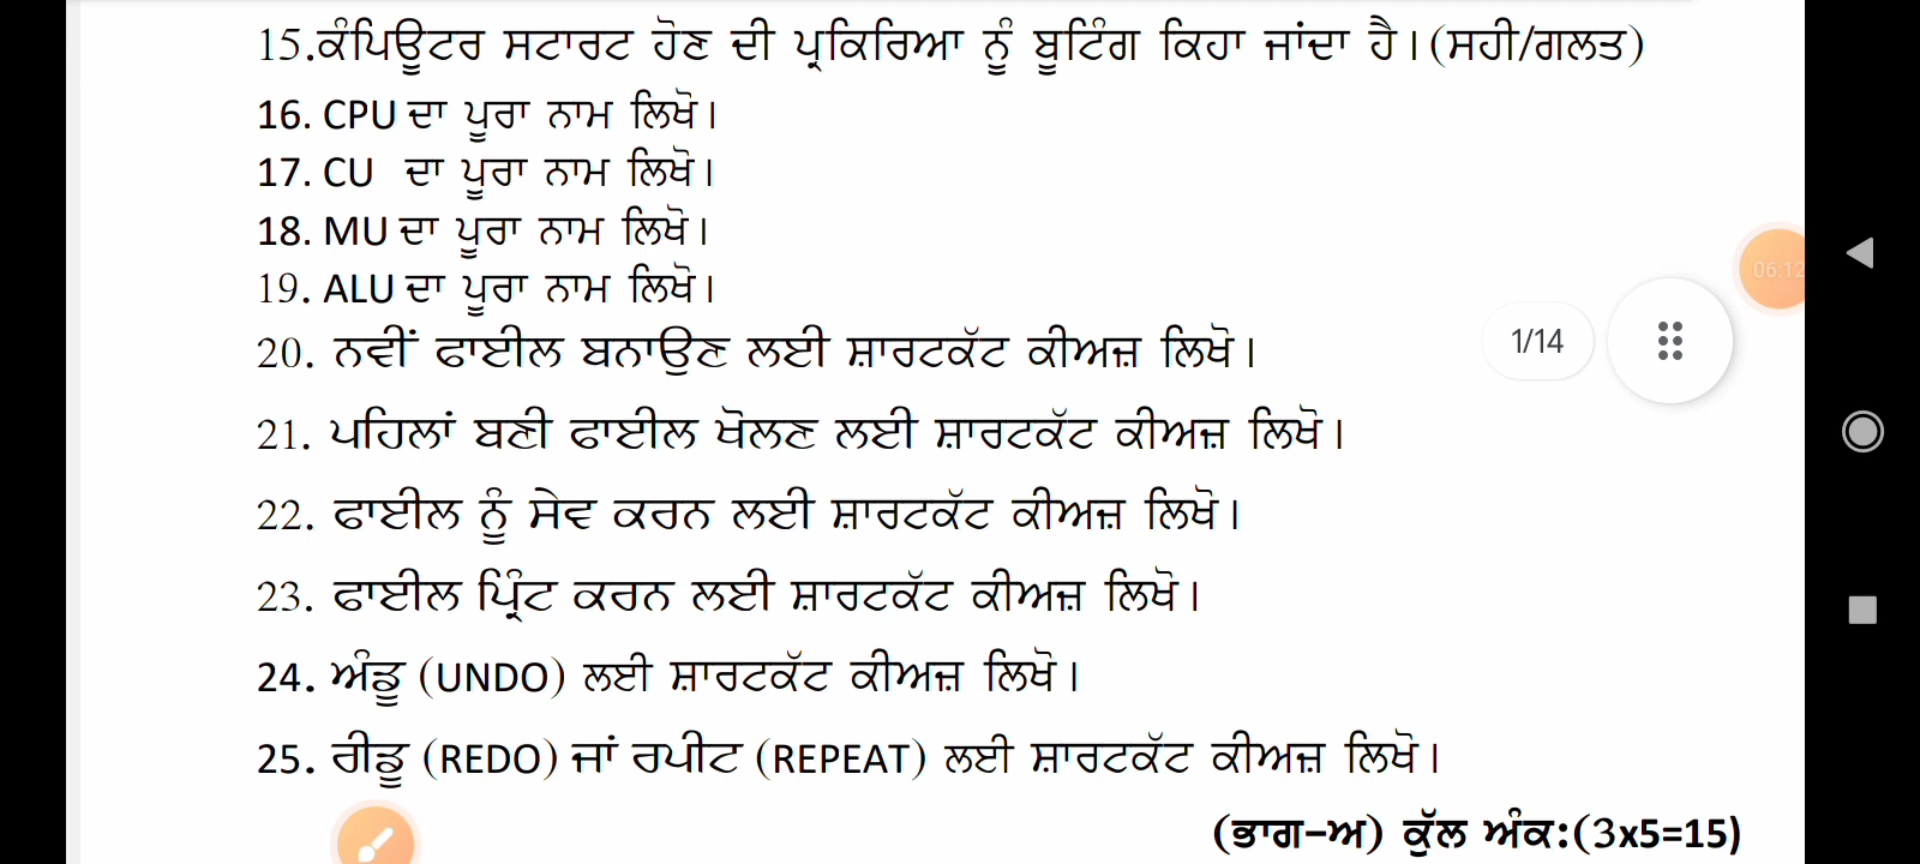 15.ਕੰਪਿਊਟਰ ਸਟਾਰਟ ਹੋਣ ਦੀ ਪ੍ਰਕਿਰਿਆ ਨੂੰ ਬੂਟਿੰਗ ਕਿਹਾ ਜਾਂਦਾ ਹੈ।(ਸਹੀ/ਗਲਤ)
16. CPU ਦਾ ਪੂਰਾ ਨਾਮ ਲਿਖੋ।
17. CU ਦਾ ਪੂਰਾ ਨਾਮ ਲਿਖੋ।
18. MU ਦਾ ਪੂਰਾ ਨਾਮ ਲਿਖੋ।
19. ALU ਦਾ ਪੂਰਾ ਨਾਮ ਲਿਖੋ।
06:12
20. ਨਵੀਂ ਫਾਈਲ ਬਨਾਉਣ ਲਈ ਸ਼ਾਰਟਕੱਟ ਕੀਅਜ਼ ਲਿਖੋ।
1/14
21. ਪਹਿਲਾਂ ਬਣੀ ਫਾਈਲ ਖੋਲਣ ਲਈ ਸ਼ਾਰਟਕੱਟ ਕੀਅਜ਼ ਲਿਖੋ।
22. ਫਾਈਲ ਨੂੰ ਸੇਵ ਕਰਨ ਲਈ ਸ਼ਾਰਟਕੱਟ ਕੀਅਜ਼ ਲਿਖੋ।
23. ਫਾਈਲ ਪ੍ਰਿੰਟ ਕਰਨ ਲਈ ਸ਼ਾਰਟਕੱਟ ਕੀਅਜ਼ ਲਿਖੋ।
24. ਅੰਡੂ (UNDO) ਲਈ ਸ਼ਾਰਟਕੱਟ ਕੀਅਜ਼ ਲਿਖੋ।
25. ਰੀਡੂ (REDO) ਜਾਂ ਰਪੀਟ (REPEAT) ਲਈ ਸ਼ਾਰਟਕੱਟ ਕੀਅਜ਼ ਲਿਖੋ।
(ਭਾਗ-ਅ) ਕੁੱਲ ਅੰਕ:(3x5=15)